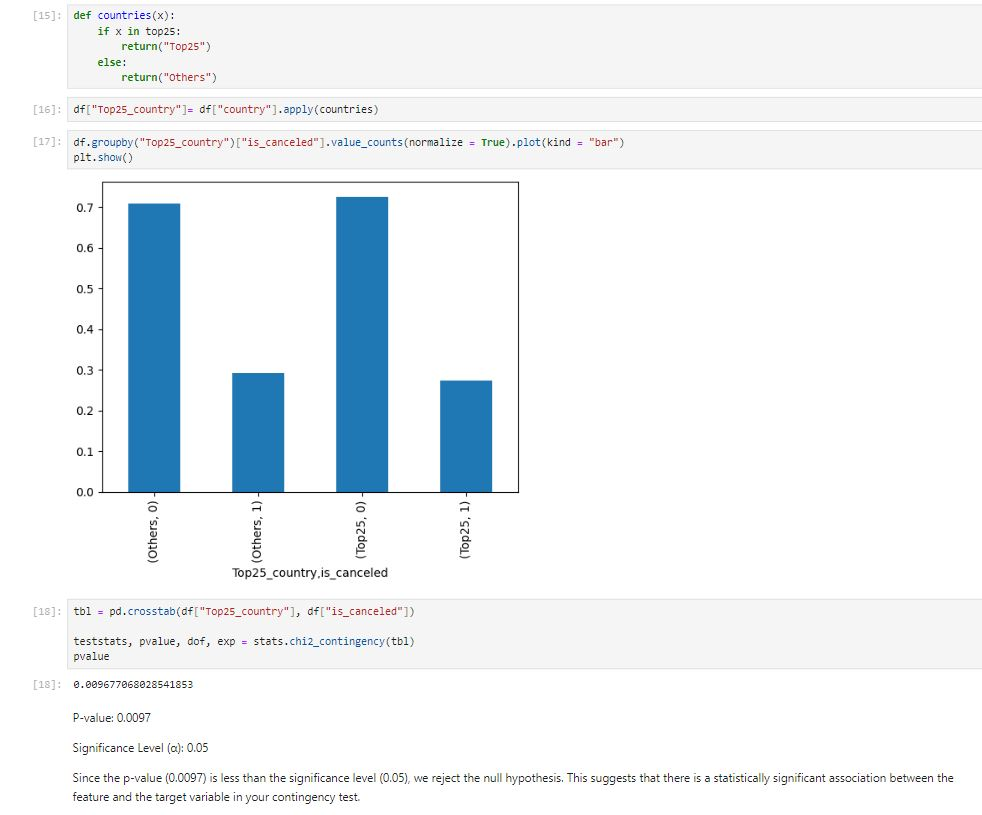 [15]: def countries(x):
    if x in top25:
        return("Top25")
    else:
        return("Others")
[16]: df["Top25_country"]= df["country"].apply(countries)
[17]: df.groupby("Top25_country")["is_canceled"].value_counts(normalize = True).plot(kind = "bar")
plt.show()
0.7
0.6
0.5
0.4
0.3
0.2
0.1
0.0
(Others, 0)
(Others, 1)
(Top25, 0)
(Top25, 1)
Top25_country,is_canceled
[18]: tbl = pd.crosstab(df["Top25_country"], df["is_canceled"])
teststats, pvalue, dof, exp = stats.chi2_contingency(tbl)
pvalue
[18]: 0.009677068028541853
P-value: 0.0097
Significance Level (α): 0.05
Since the p-value (0.0097) is less than the significance level (0.05), we reject the null hypothesis. This suggests that there is a statistically significant association between the
feature and the target variable in your contingency test.